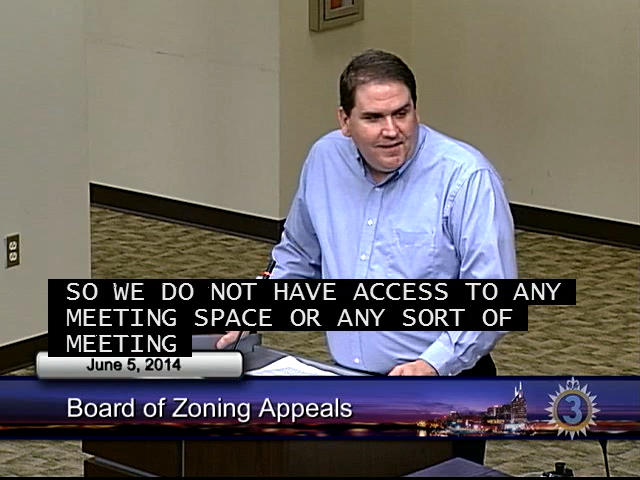 SO WE DO NOT HAVE ACCESS TO ANY
MEETING SPACE OR ANY SORT OF
MEETING
June 5, 2014
Board of Zoning Appeals
3